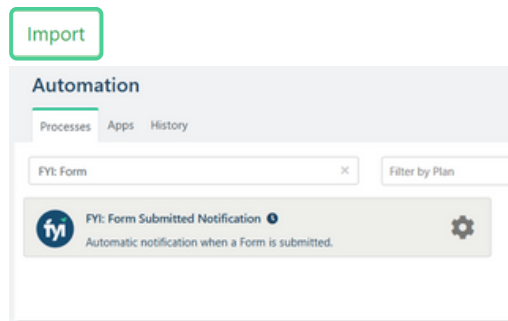 Import
Automation
Processes Apps History
FYI: Form × Filter by Plan
fyi FYI: Form Submitted Notification
Automatic notification when a Form is submitted.